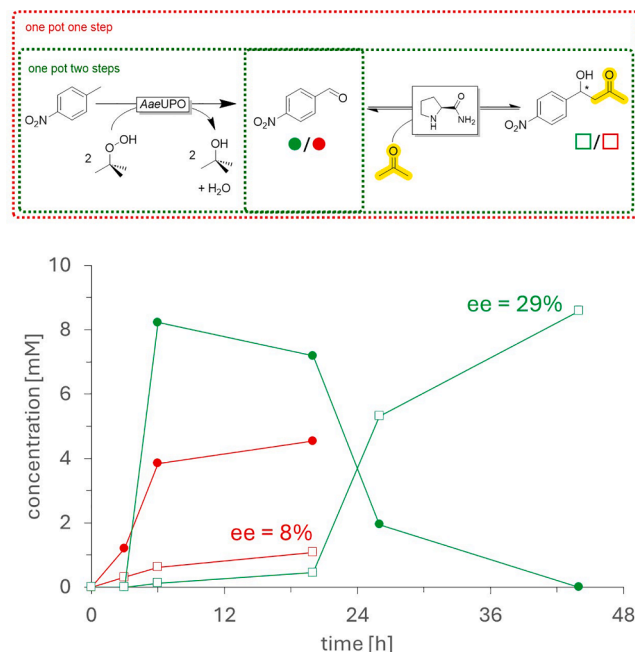 one pot one step
one pot two steps
AaeUPO
O₂N
2
O
OH
2
OH
+ H₂O
O₂N
O
●/●
O
N
H
NH₂
O
O₂N
OH
*
O
□/□
10
8
6
4
2
0
concentration [mM]
ee = 29%
ee = 8%
0
12
24
36
48
time [h]